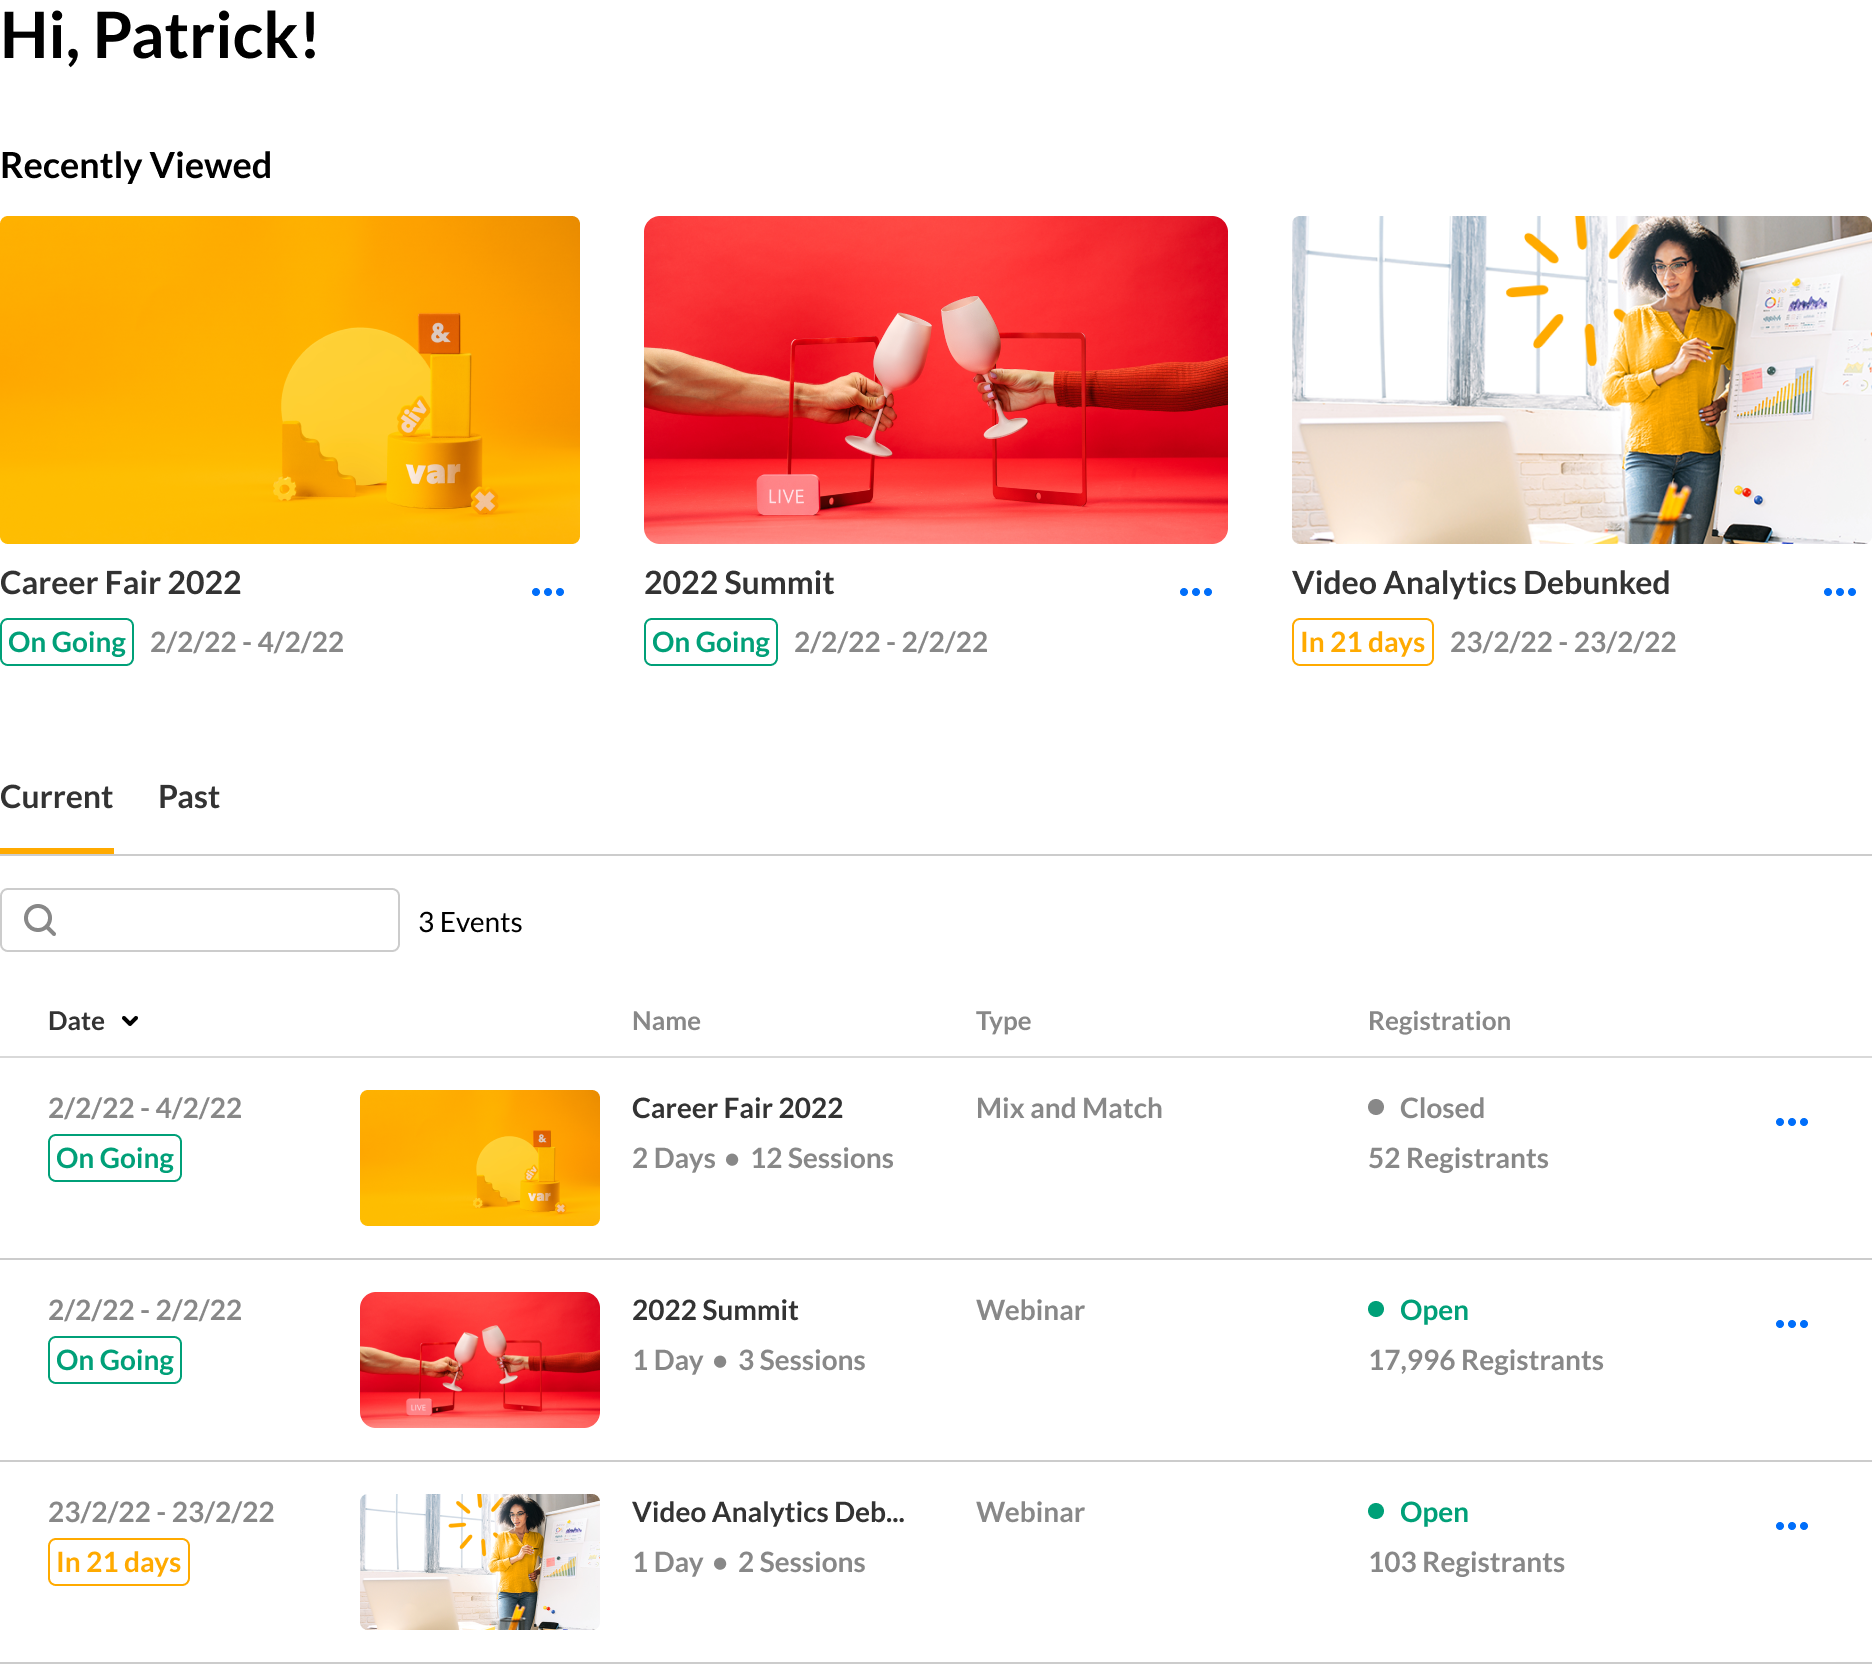 Hi, Patrick!
Recently Viewed
&
div
var
LIVE
Career Fair 2022
2022 Summit
Video Analytics Debunked
On Going 2/2/22 - 4/2/22
On Going 2/2/22 - 2/2/22
In 21 days 23/2/22 - 23/2/22
Current Past
3 Events
Date Name Type Registration
2/2/22 - 4/2/22 Career Fair 2022 Mix and Match Closed
On Going 2 Days • 12 Sessions 52 Registrants
&
div
var
2/2/22 - 2/2/22 2022 Summit Webinar Open
On Going 1 Day • 3 Sessions 17,996 Registrants
LIVE
23/2/22 - 23/2/22 Video Analytics Deb... Webinar Open
In 21 days 1 Day • 2 Sessions 103 Registrants